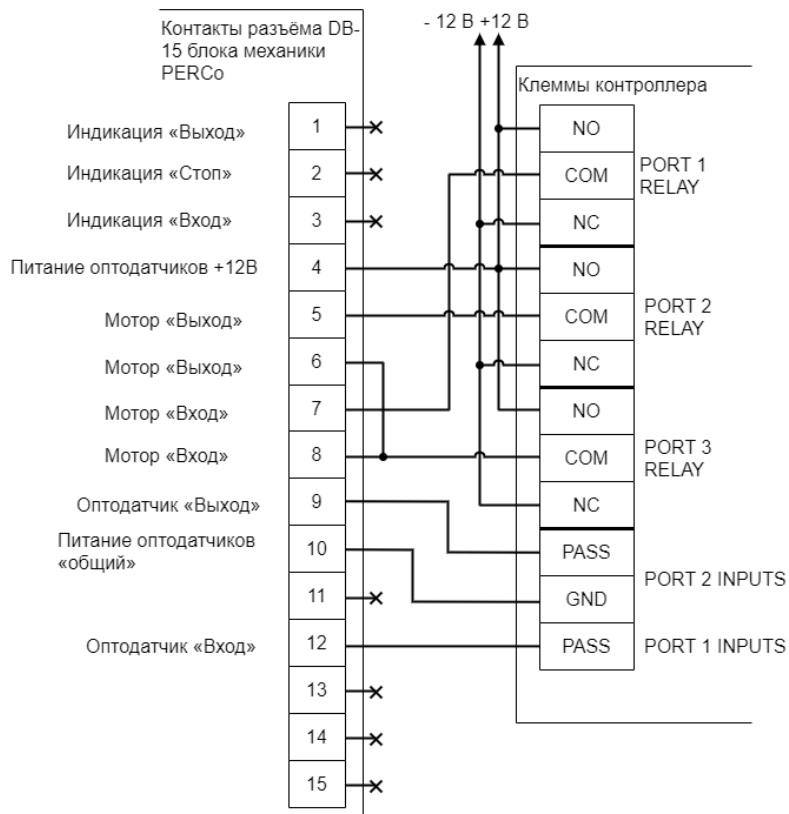 Контакты разъёма DB-
15 блока механики
PERCo
- 12 В +12 В
Клеммы контроллера
Индикация «Выход»
1
NO
Индикация «Стоп»
2
COM
PORT 1
RELAY
Индикация «Вход»
3
NC
Питание оптодатчиков +12В
4
NO
Мотор «Выход»
5
COM
PORT 2
RELAY
Мотор «Выход»
6
NC
Мотор «Вход»
7
NO
Мотор «Вход»
8
COM
PORT 3
RELAY
Оптодатчик «Выход»
9
NC
Питание оптодатчиков
«общий»
10
PASS
PORT 2 INPUTS
11
GND
Оптодатчик «Вход»
12
PASS
PORT 1 INPUTS
13
14
15